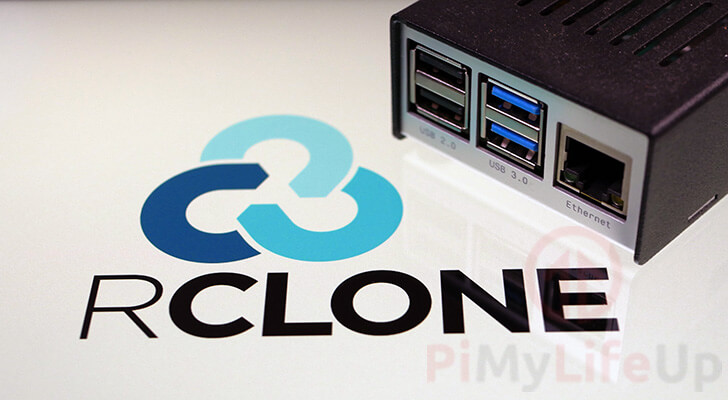 USB 2.0
USB 3.0
Ethernet
RCLONE
PiMyLifeUp